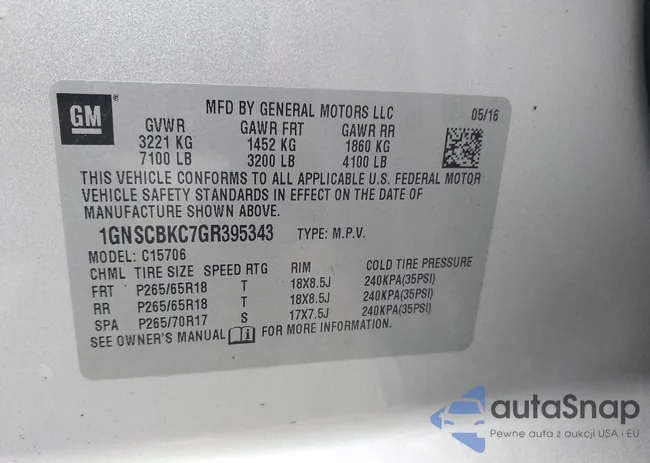 GM
MFD BY GENERAL MOTORS LLC
05/16
GVWR GAWR FRT GAWR RR
3221 KG 1452 KG 1860 KG
7100 LB 3200 LB 4100 LB
THIS VEHICLE CONFORMS TO ALL APPLICABLE U.S. FEDERAL MOTOR
VEHICLE SAFETY STANDARDS IN EFFECT ON THE DATE OF
MANUFACTURE SHOWN ABOVE.
1GNSCBKC7GR395343 TYPE: M.P.V.
MODEL: C15706
CHML TIRE SIZE SPEED RTG RIM COLD TIRE PRESSURE
FRT P265/65R18 T 18X8.5J 240KPA(35PSI)
RR P265/65R18 T 18X8.5J 240KPA(35PSI)
SPA P265/70R17 S 17X7.5J 240KPA(35PSI)
SEE OWNER'S MANUAL FOR MORE INFORMATION.
autaSnap
Pewne auta z aukcji USA i EU